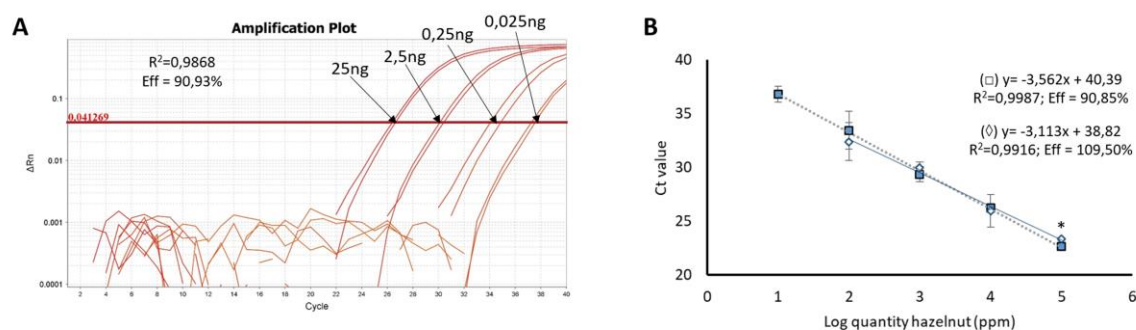 A
Amplification Plot
R²=0,9868
Eff = 90,93%
25ng
2,5ng
0,25ng
0,025ng
0.1
0.041269
0.01
0.001
0.0001
ΔRn
2 4 6 8 10 12 14 16 18 20 22 24 26 28 30 32 34 36 38 40
Cycle
B
40
35
30
25
20
Ct value
(□) y= -3,562x + 40,39
R²=0,9987; Eff = 90,85%
(◊) y= -3,113x + 38,82
R²=0,9916; Eff = 109,50%
*
0 1 2 3 4 5 6
Log quantity hazelnut (ppm)